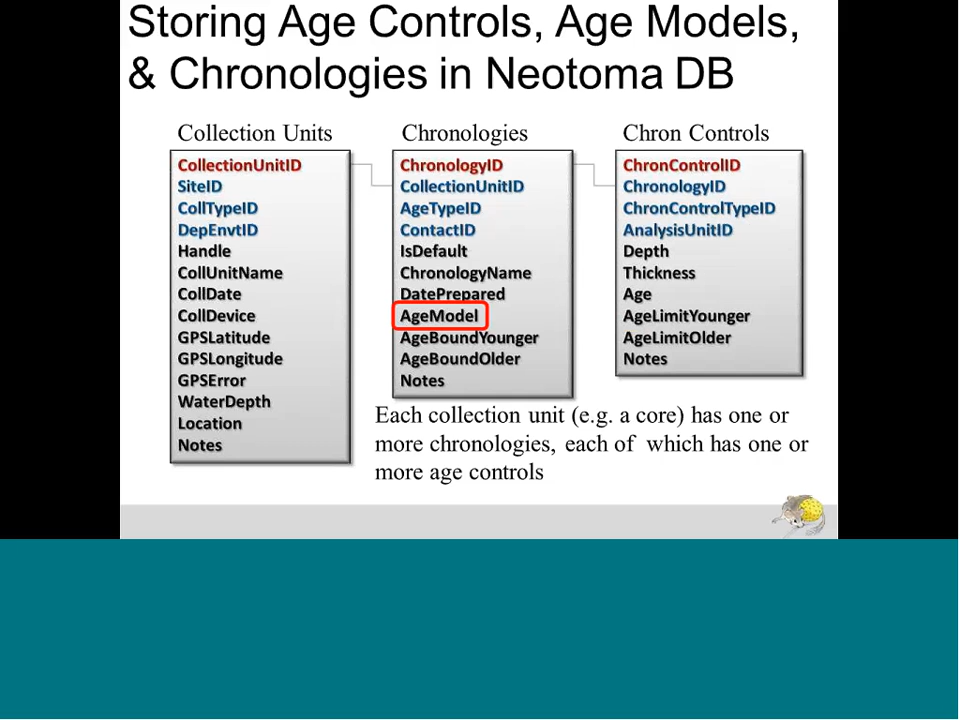 Storing Age Controls, Age Models,
& Chronologies in Neotoma DB
Collection Units
CollectionUnitID
SiteID
CollTypeID
DepEnvtID
Handle
CollUnitName
CollDate
CollDevice
GPSLatitude
GPSLongitude
GPSError
WaterDepth
Location
Notes
Chronologies
ChronologyID
CollectionUnitID
AgeTypeID
ContactID
IsDefault
ChronologyName
DatePrepared
AgeModel
AgeBoundYounger
AgeBoundOlder
Notes
Chron Controls
ChronControlID
ChronologyID
ChronControlTypeID
AnalysisUnitID
Depth
Thickness
Age
AgeLimitYounger
AgeLimitOlder
Notes
Each collection unit (e.g. a core) has one or
more chronologies, each of which has one or
more age controls